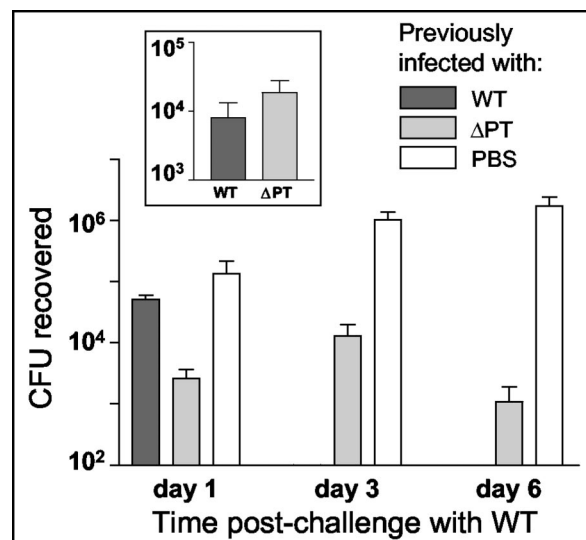 Previously
infected with:
WT
ΔPT
PBS
10⁵
10⁴
10³
WT ΔPT
CFU recovered
10⁶
10⁴
10²
day 1 day 3 day 6
Time post-challenge with WT